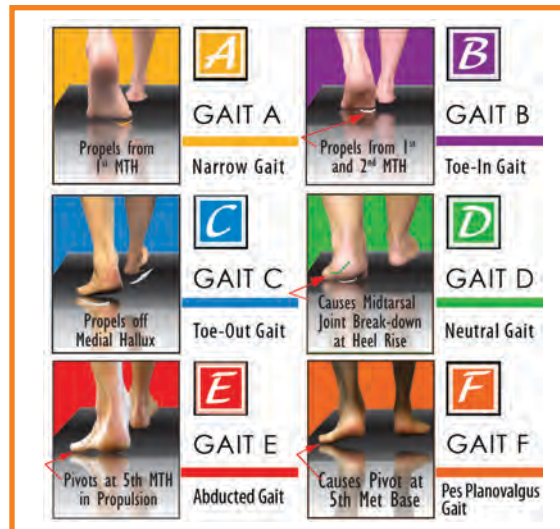 A
GAIT A
Propels from
1st MTH
Narrow Gait
B
GAIT B
Propels from 1st
and 2nd MTH
Toe-In Gait
C
GAIT C
Propels off
Medial Hallux
Toe-Out Gait
D
GAIT D
Causes Midtarsal
Joint Break-down
at Heel Rise
Neutral Gait
E
GAIT E
Pivots at 5th MTH
in Propulsion
Abducted Gait
F
GAIT F
Causes Pivot at
5th Met Base
Pes Planovalgus
Gait